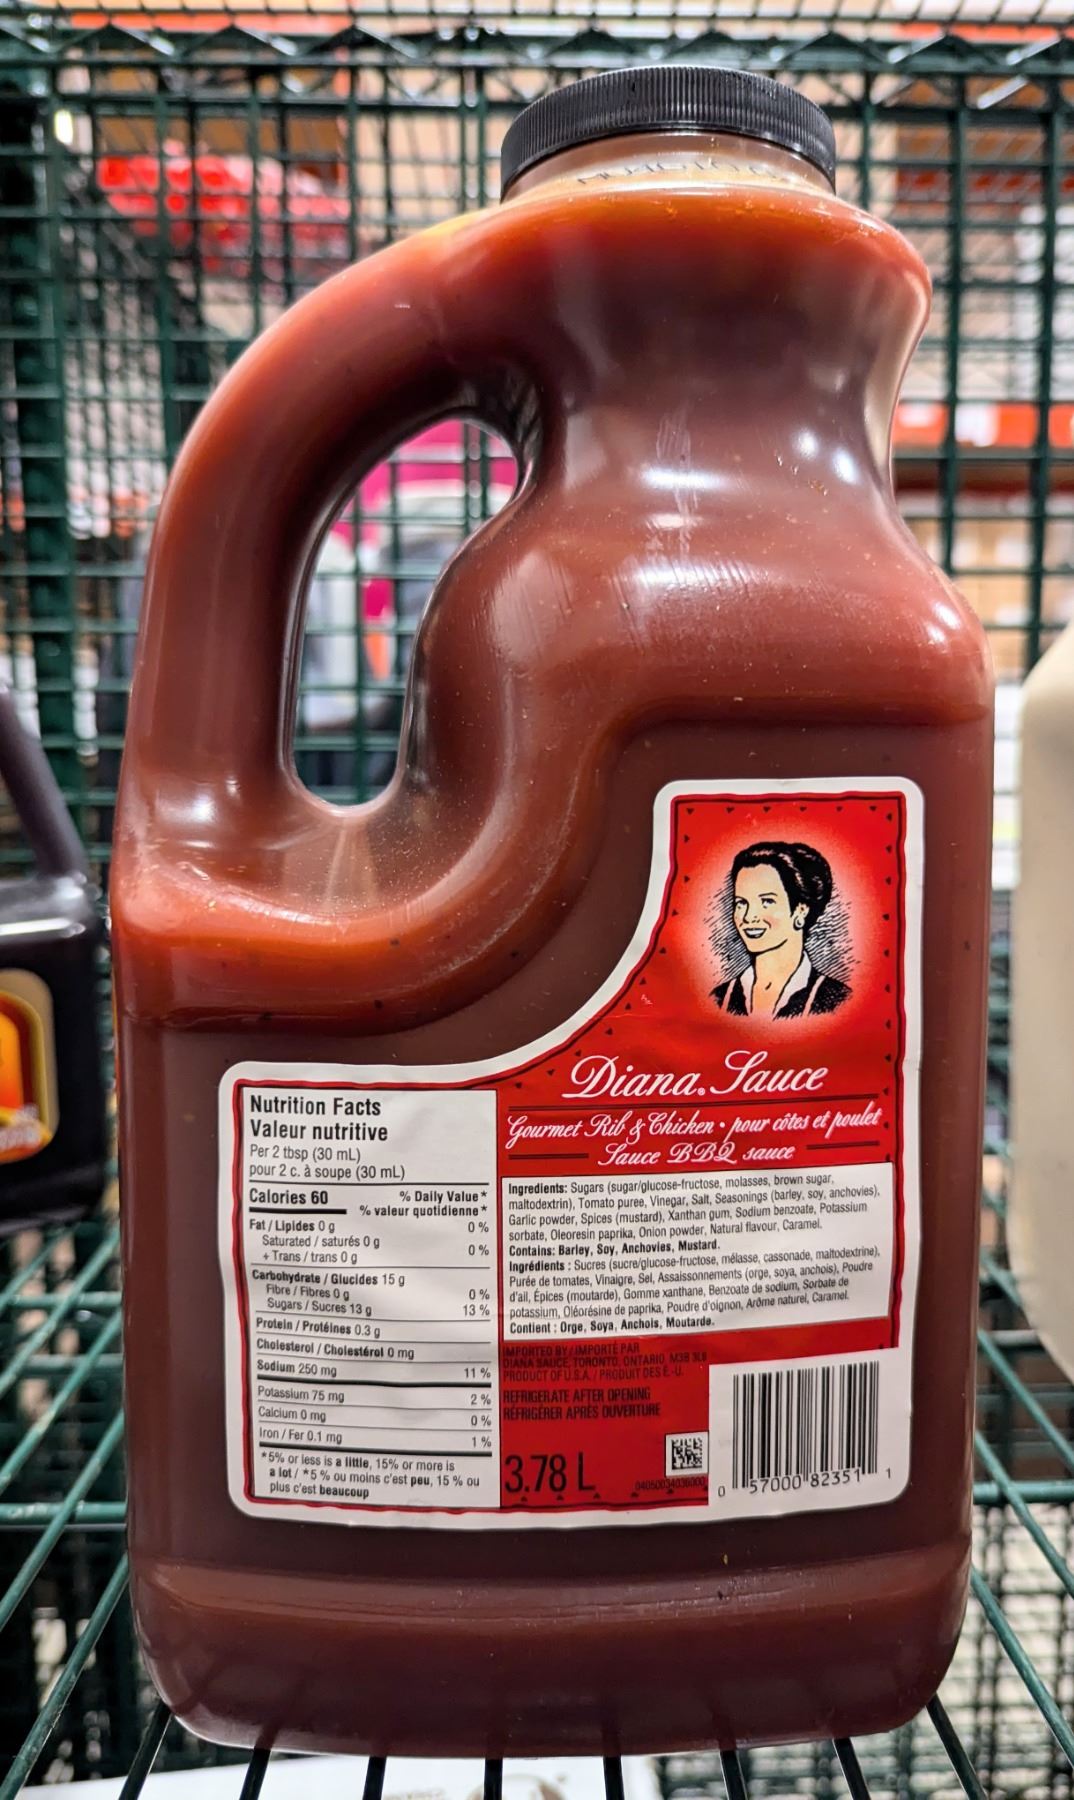 Diana Sauce
Gourmet Rib & Chicken • pour côtes et poulet
Sauce BBQ sauce
Nutrition Facts
Valeur nutritive
Per 2 tbsp (30 mL)
pour 2 c. à soupe (30 mL)
Calories 60 % Daily Value*
% valeur quotidienne*
Fat / Lipides 0 g 0 %
Saturated / saturés 0 g
+ Trans / trans 0 g 0 %
Carbohydrate / Glucides 15 g
Fibre / Fibres 0 g 0 %
Sugars / Sucres 13 g 13 %
Protein / Protéines 0.3 g
Cholesterol / Cholestérol 0 mg
Sodium 250 mg 11 %
Potassium 75 mg 2 %
Calcium 0 mg 0 %
Iron / Fer 0.1 mg 1 %
*5% or less is a little, 15% or more is
a lot / *5 % ou moins c'est peu, 15 % ou
plus c'est beaucoup
Ingredients: Sugars (sugar/glucose-fructose, molasses, brown sugar,
maltodextrin), Tomato puree, Vinegar, Salt, Seasonings (barley, soy, anchovies),
Garlic powder, Spices (mustard), Xanthan gum, Sodium benzoate, Potassium
sorbate, Oleoresin paprika, Onion powder, Natural flavour, Caramel.
Contains: Barley, Soy, Anchovies, Mustard.
Ingrédients : Sucres (sucre/glucose-fructose, mélasse, cassonade, maltodextrine),
Purée de tomates, Vinaigre, Sel, Assaissonnements (orge, soya, anchois), Poudre
d'ail, Épices (moutarde), Gomme xanthane, Benzoate de sodium, Sorbate de
potassium, Oléorésine de paprika, Poudre d'oignon, Arôme naturel, Caramel.
Contient : Orge, Soya, Anchois, Moutarde.
IMPORTED BY / IMPORTÉ PAR
DIANA SAUCE, TORONTO, ONTARIO M3B 3L6
PRODUCT OF U.S.A. / PRODUIT DES É.-U.
REFRIGERATE AFTER OPENING
RÉFRIGÉRER APRÈS OUVERTURE
3.78 L
0 57000 82351 1